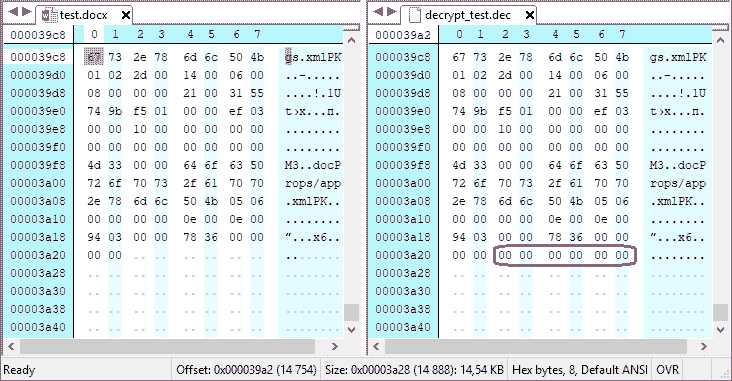 test.docx
000039c8 0 1 2 3 4 5 6 7
000039c8 67 73 2e 78 6d 6c 50 4b gs.xmlPK
000039d0 01 02 2d 00 14 00 06 00 ..-.....
000039d8 08 00 00 00 21 00 31 55 ....!.1U
000039e0 74 9b f5 01 00 00 ef 03 t›х...п.
000039e8 00 00 10 00 00 00 00 00 ........
000039f0 00 00 00 00 00 00 00 00 ........
000039f8 4d 33 00 00 64 6f 63 50 M3..docP
00003a00 72 6f 70 73 2f 61 70 70 rops/app
00003a08 2e 78 6d 6c 50 4b 05 06 .xmlPK..
00003a10 00 00 00 00 0e 00 0e 00 ........
00003a18 94 03 00 00 78 36 00 00 ”...x6..
00003a20 00 00 .. .. .. .. .. .. ..
00003a28 .. .. .. .. .. .. .. ..
00003a30 .. .. .. .. .. .. .. ..
00003a38 .. .. .. .. .. .. .. ..
00003a40 .. .. .. .. .. .. .. ..
decrypt_test.dec
000039a2 0 1 2 3 4 5 6 7
000039c8 67 73 2e 78 6d 6c 50 4b gs.xmlPK
000039d0 01 02 2d 00 14 00 06 00 ..-.....
000039d8 08 00 00 00 21 00 31 55 ....!.1U
000039e0 74 9b f5 01 00 00 ef 03 t›х...п.
000039e8 00 00 10 00 00 00 00 00 ........
000039f0 00 00 00 00 00 00 00 00 ........
000039f8 4d 33 00 00 64 6f 63 50 M3..docP
00003a00 72 6f 70 73 2f 61 70 70 rops/app
00003a08 2e 78 6d 6c 50 4b 05 06 .xmlPK..
00003a10 00 00 00 00 0e 00 0e 00 ........
00003a18 94 03 00 00 78 36 00 00 ”...x6..
00003a20 00 00 00 00 00 00 00 00 ........
00003a28 .. .. .. .. .. .. .. ..
00003a30 .. .. .. .. .. .. .. ..
00003a38 .. .. .. .. .. .. .. ..
00003a40 .. .. .. .. .. .. .. ..
Ready Offset: 0x000039a2 (14 754) Size: 0x00003a28 (14 888): 14,54 KB Hex bytes, 8, Default ANSI OVR